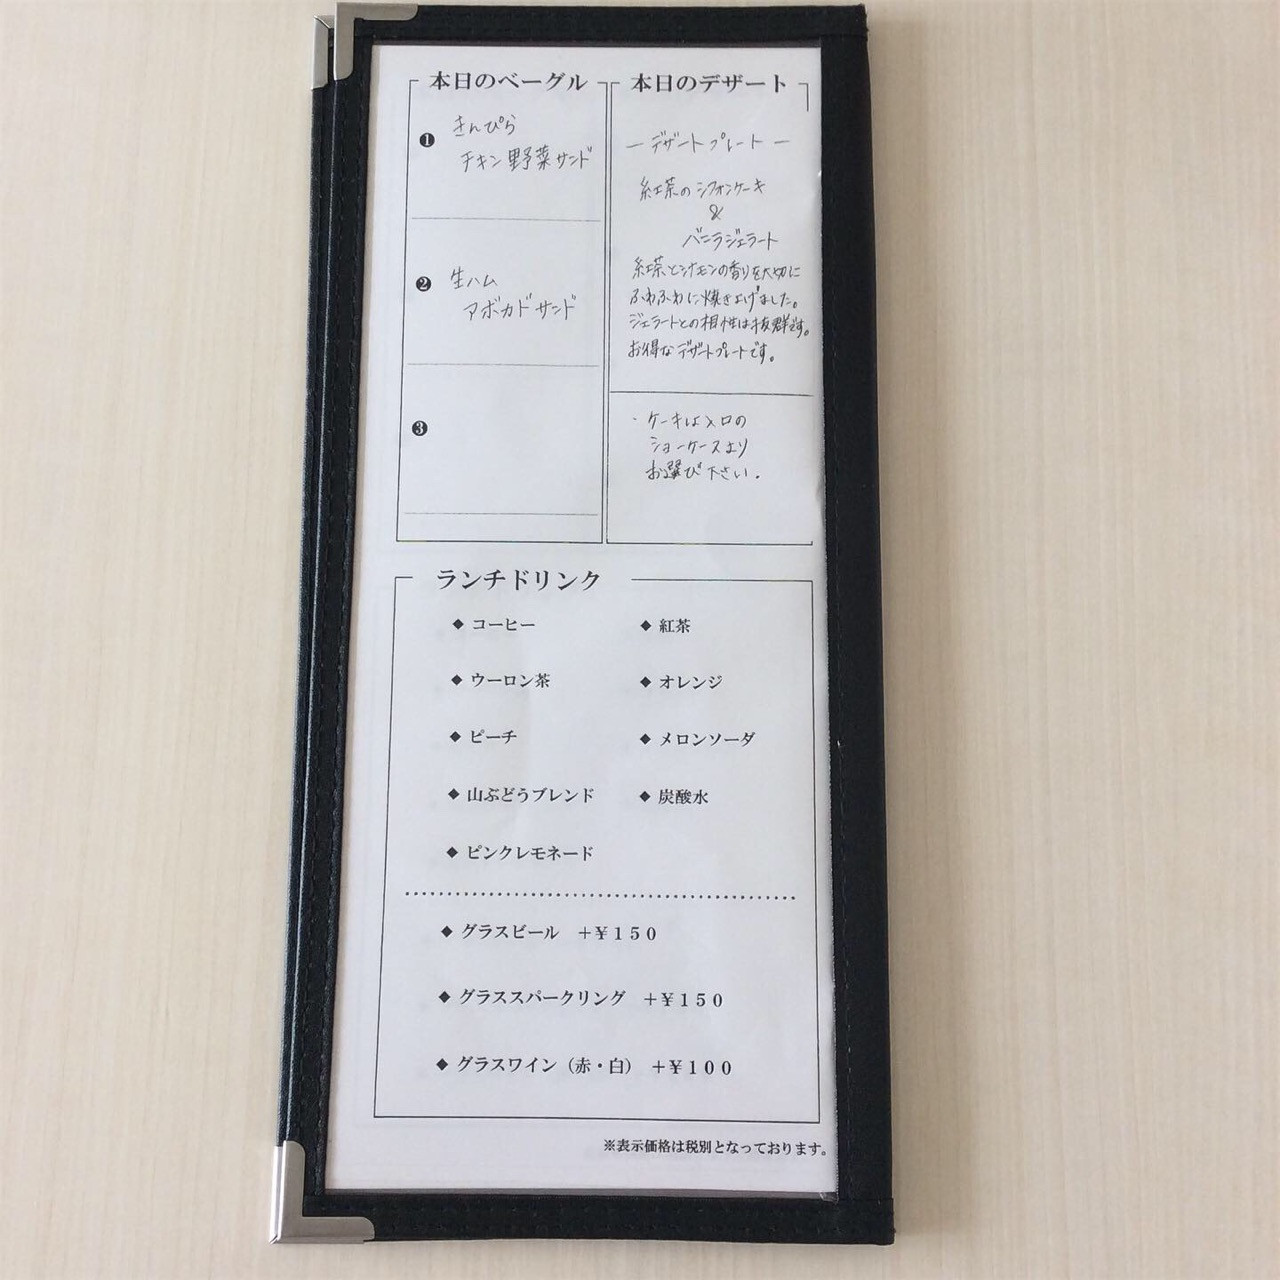 本日のベーグル
❶ きんぴら
チキン野菜サンド
❷ 生ハム
アボカドサンド
❸
本日のデザート
―デザートプレート―
紅茶のシフォンケーキ
&
バニラジェラート
紅茶とシナモンの香りを大切に
ふわふわに焼き上げました。
ジェラートとの相性は抜群です。
お得なデザートプレートです。
・ケーキは入口の
ショーケースより
お選び下さい.
ランチドリンク
◆ コーヒー ◆ 紅茶
◆ ウーロン茶 ◆ オレンジ
◆ ピーチ ◆ メロンソーダ
◆ 山ぶどうブレンド ◆ 炭酸水
◆ ピンクレモネード
◆ グラスビール +¥150
◆ グラススパークリング +¥150
◆ グラスワイン（赤・白） +¥100
※表示価格は税別となっております。